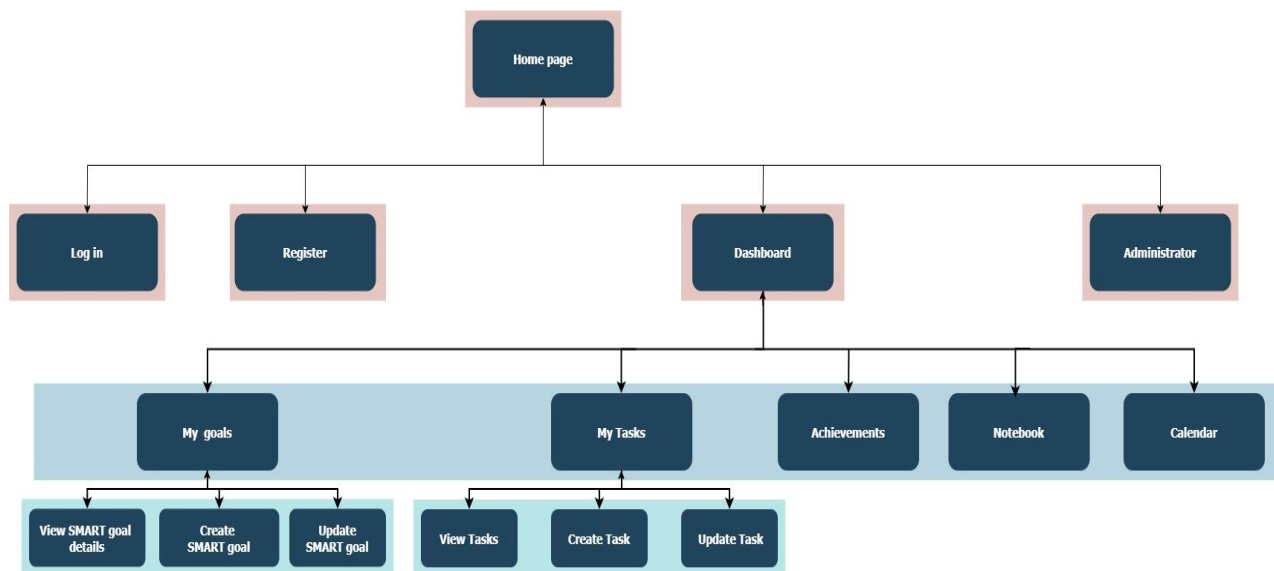 Home page
Log in
Register
Dashboard
Administrator
My goals
My Tasks
Achievements
Notebook
Calendar
View SMART goal
details
Create
SMART goal
Update
SMART goal
View Tasks
Create Task
Update Task